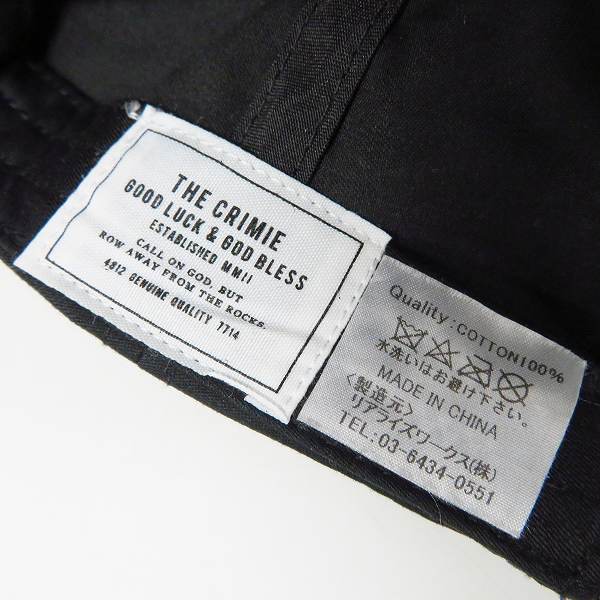 THE CRIMIE
GOOD LUCK & GOD BLESS
ESTABLISHED MMII
CALL ON GOD, BUT
ROW AWAY FROM THE ROCKS.
4812 GENUINE QUALITY 7714
Quality:COTTON100%
水洗いはお避け下さい。
MADE IN CHINA
〈製造元〉
リアライズワークス(株)
TEL:03-6434-0551